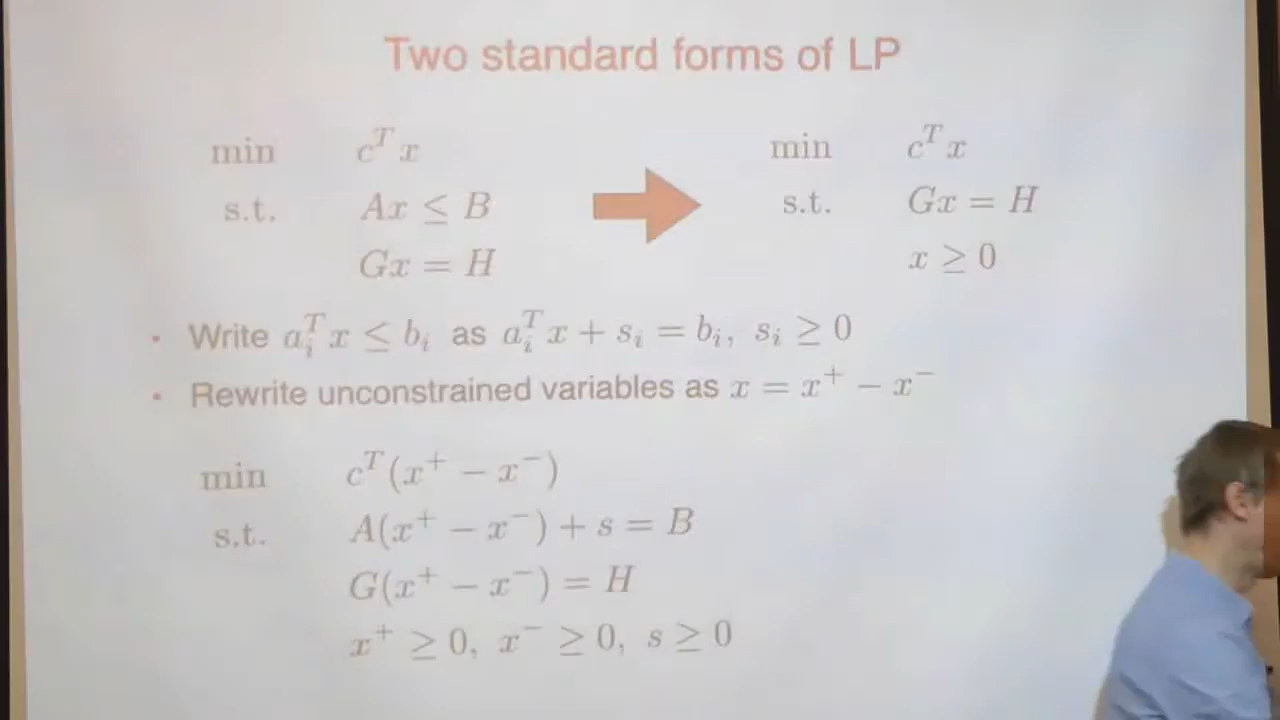 Two standard forms of LP
min c^T x
s.t. Ax ≤ B
Gx = H
min c^T x
s.t. Gx = H
x ≥ 0
• Write a_i^T x ≤ b_i as a_i^T x + s_i = b_i, s_i ≥ 0
• Rewrite unconstrained variables as x = x^+ − x^−
min c^T(x^+ − x^−)
s.t. A(x^+ − x^−) + s = B
G(x^+ − x^−) = H
x^+ ≥ 0, x^− ≥ 0, s ≥ 0